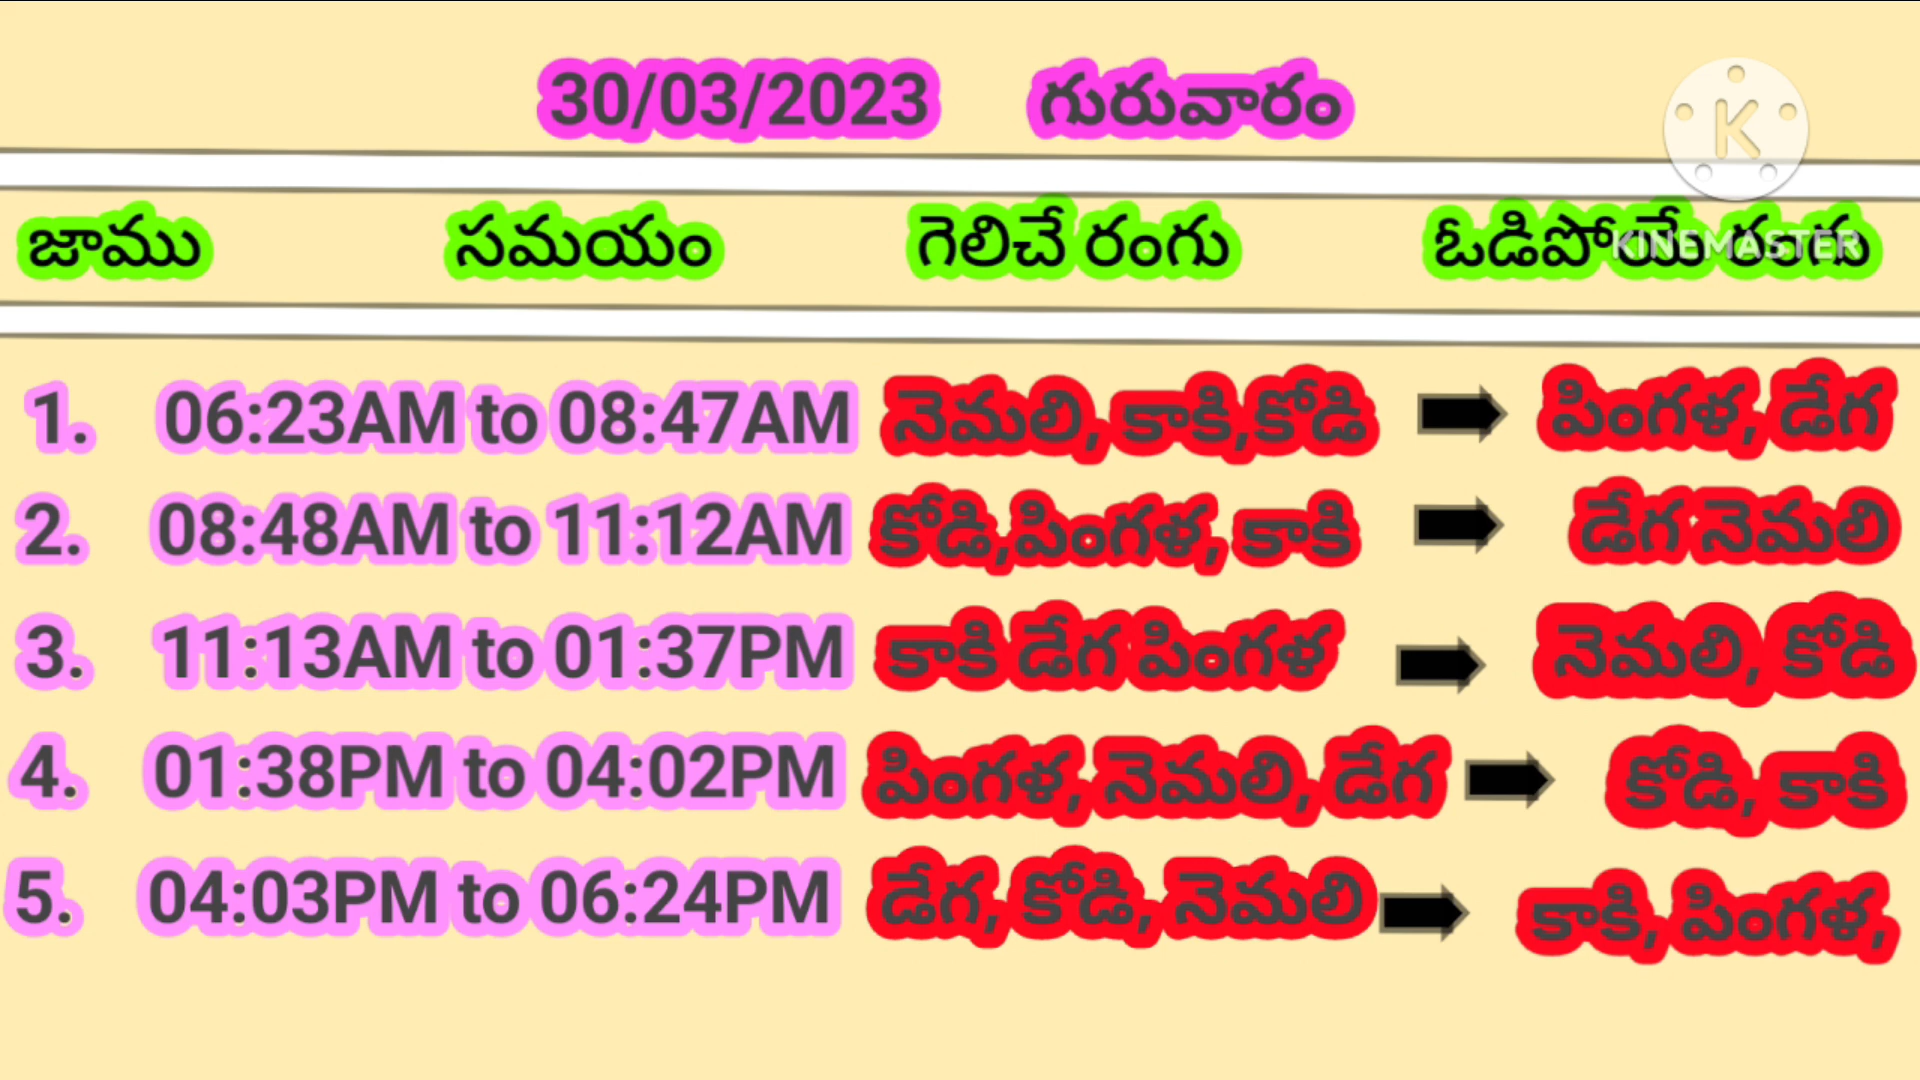 30/03/2023 గురువారం
K
జాము సమయం గెలిచే రంగు ఓడిపోయే రంగు
KINEMASTER
1. 06:23AM to 08:47AM నెమలి, కాకి,కోడి పింగళ, డేగ
2. 08:48AM to 11:12AM కోడి,పింగళ, కాకి డేగ నెమలి
3. 11:13AM to 01:37PM కాకి డేగ పింగళ నెమలి, కోడి
4. 01:38PM to 04:02PM పింగళ, నెమలి, డేగ కోడి, కాకి
5. 04:03PM to 06:24PM డేగ, కోడి, నెమలి కాకి, పింగళ,